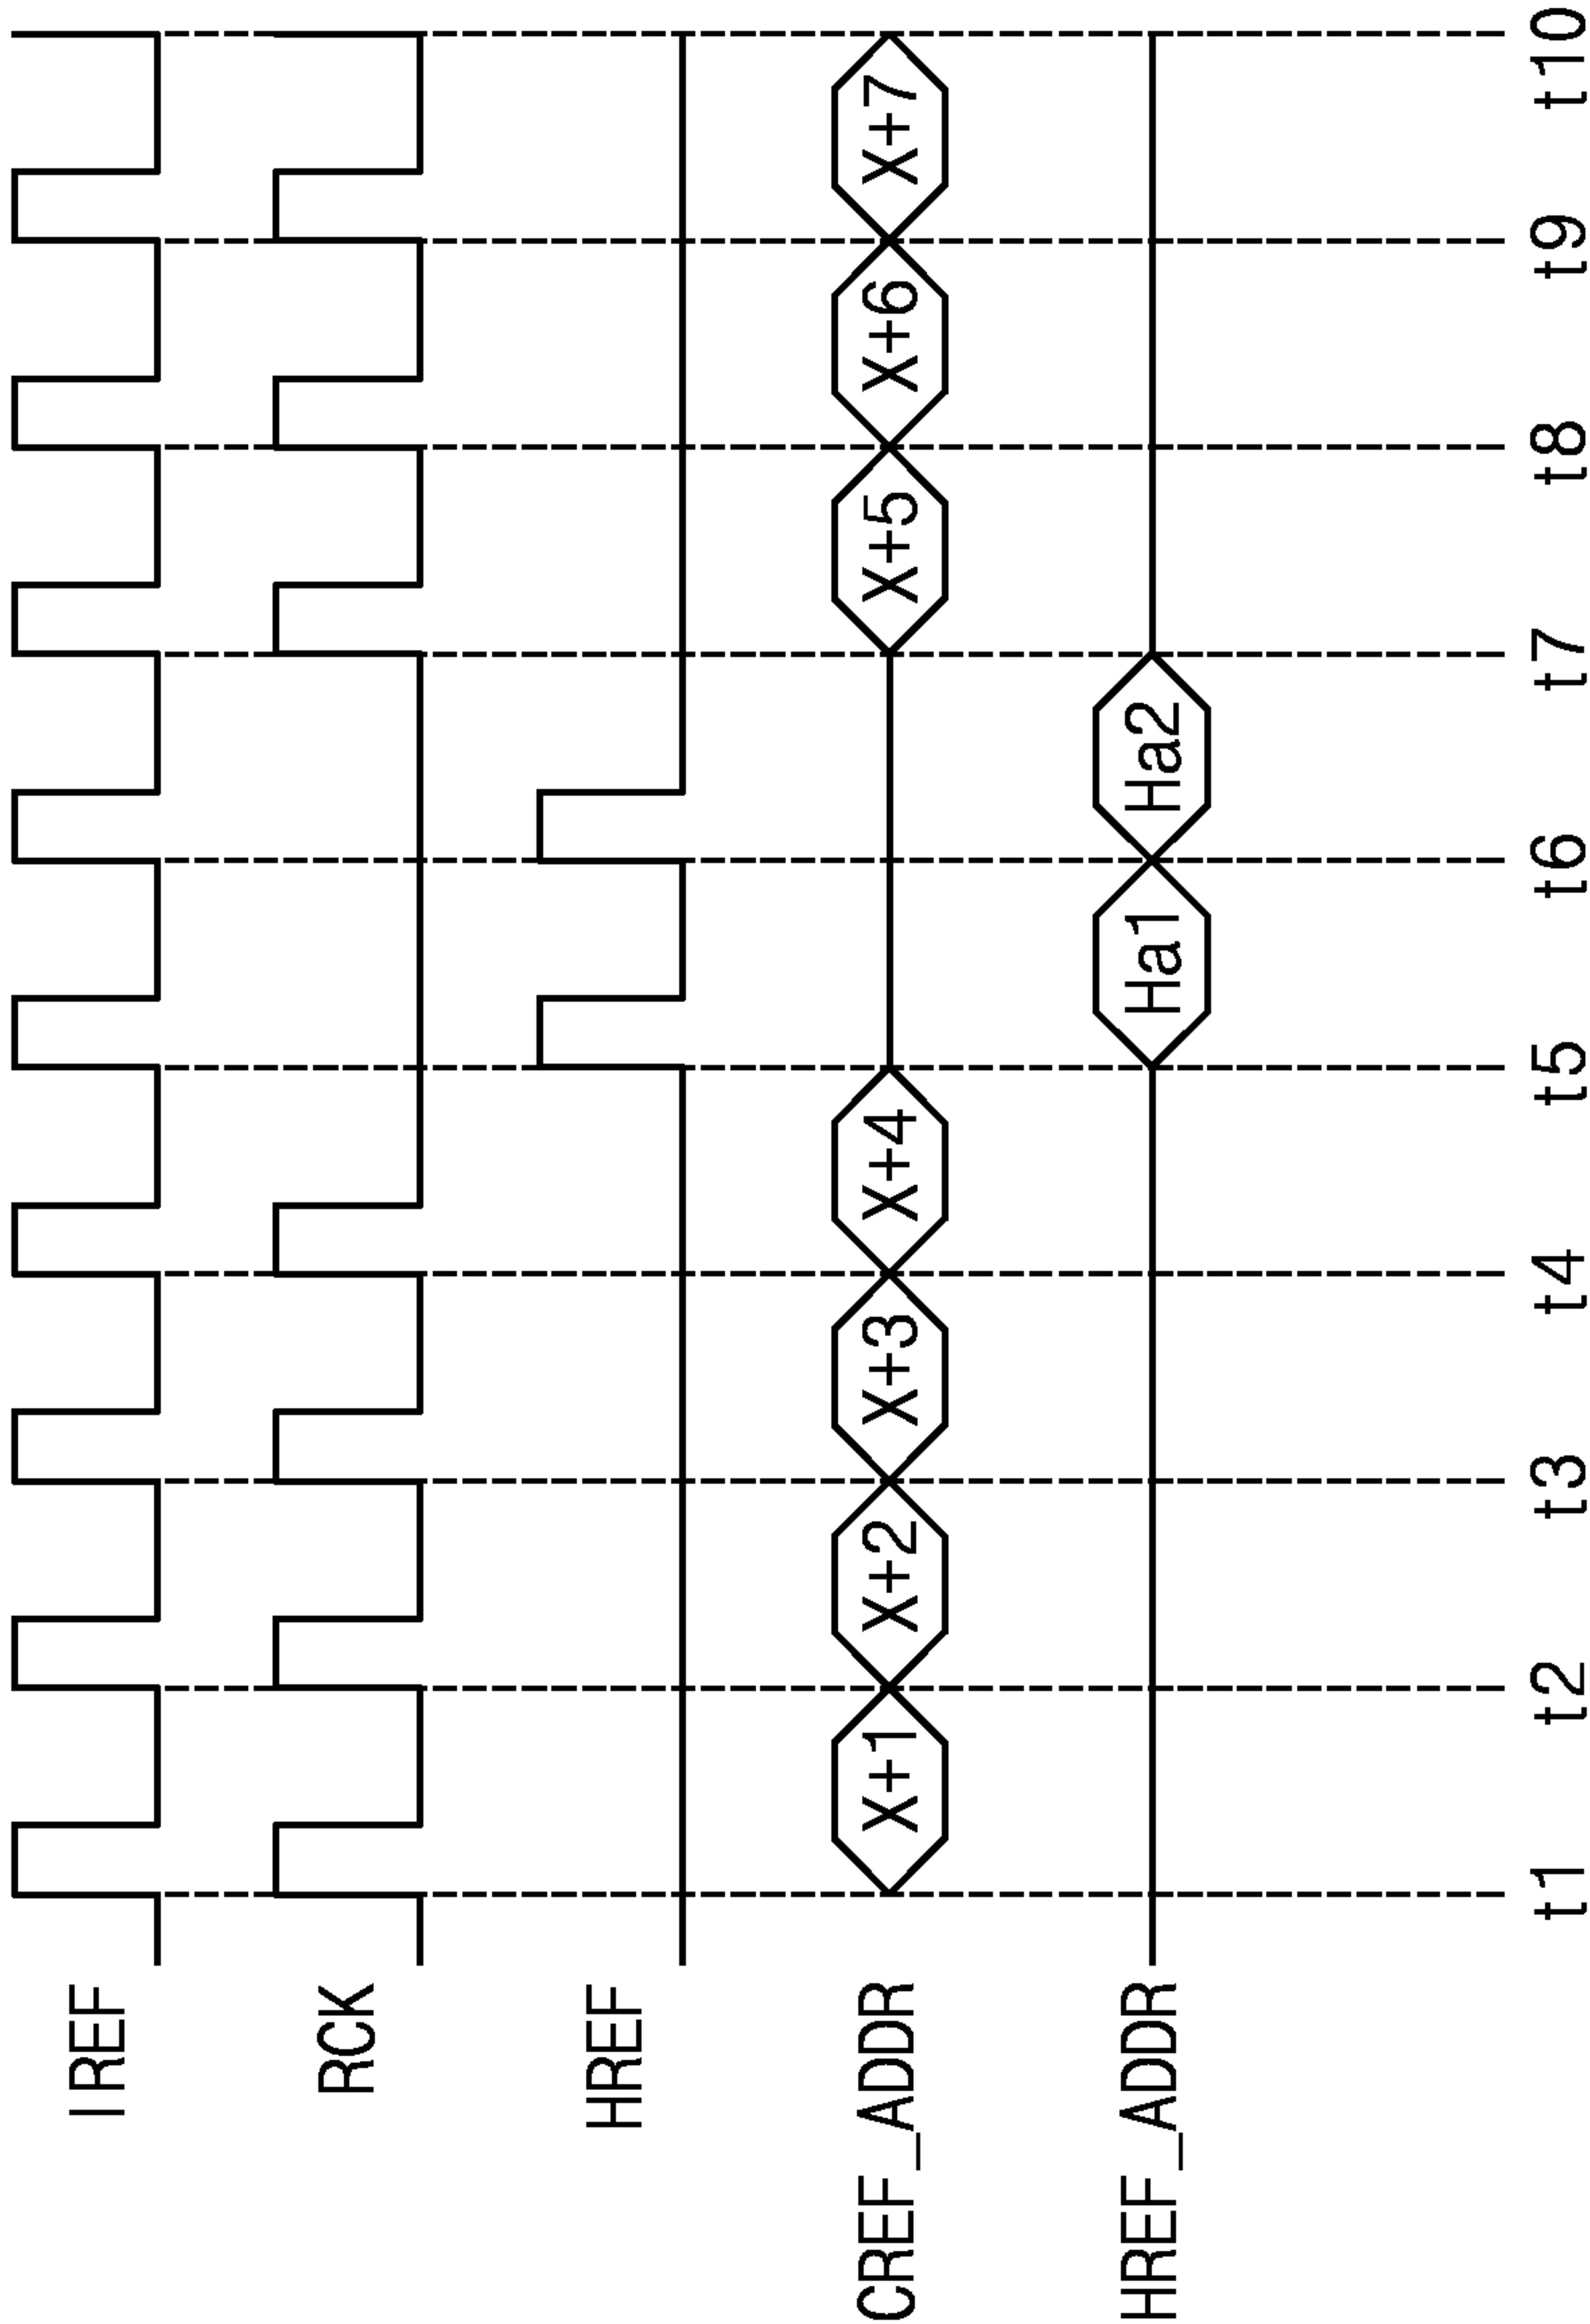 IREF
RCK
HREF
CREF_ADDR x+1 x+2 x+3 x+4 x+5 x+6 x+7
HREF_ADDR Ha1 Ha2
t1 t2 t3 t4 t5 t6 t7 t8 t9 t10